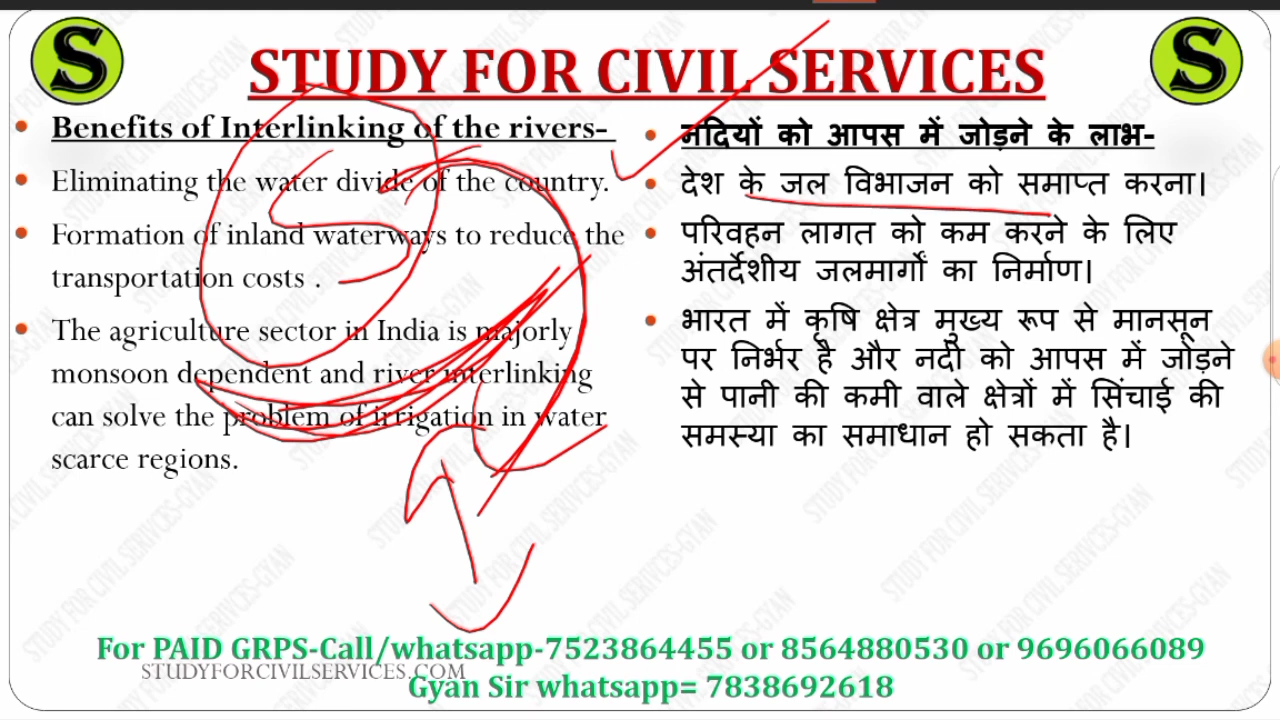 S
STUDY FOR CIVIL SERVICES
S
Benefits of Interlinking of the rivers-
Eliminating the water divide of the country.
Formation of inland waterways to reduce the
transportation costs .
The agriculture sector in India is majorly
monsoon dependent and river interlinking
can solve the problem of irrigation in water
scarce regions.
नदियों को आपस में जोड़ने के लाभ-
देश के जल विभाजन को समाप्त करना।
परिवहन लागत को कम करने के लिए
अंतर्देशीय जलमार्गों का निर्माण।
भारत में कृषि क्षेत्र मुख्य रूप से मानसून
पर निर्भर है और नदी को आपस में जोड़ने
से पानी की कमी वाले क्षेत्रों में सिंचाई की
समस्या का समाधान हो सकता है।
For PAID GRPS-Call/whatsapp-7523864455 or 8564880530 or 9696066089
STUDYFORCIVILSERVICES.COM
Gyan Sir whatsapp= 7838692618